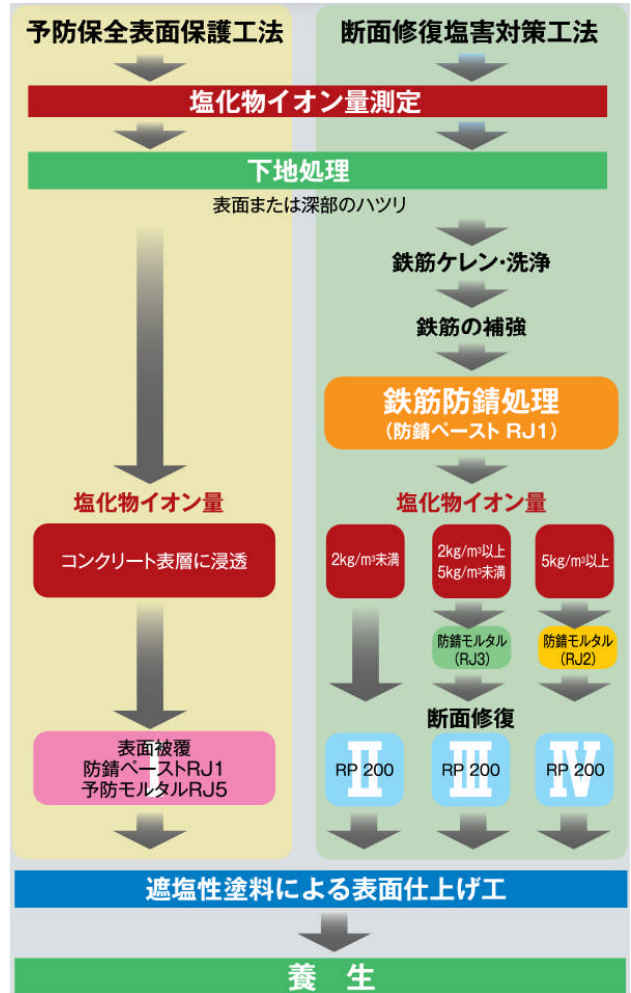 予防保全表面保護工法
断面修復塩害対策工法
塩化物イオン量測定
下地処理
表面または深部のハツリ
鉄筋ケレン・洗浄
鉄筋の補強
鉄筋防錆処理
(防錆ペースト RJ1)
塩化物イオン量
塩化物イオン量
コンクリート表層に浸透
2kg/m³未満
2kg/m³以上
5kg/m³未満
5kg/m³以上
防錆モルタル
(RJ3)
防錆モルタル
(RJ2)
断面修復
I
表面被覆
防錆ペーストRJ1
予防モルタルRJ5
II
RP 200
III
RP 200
IV
RP 200
遮塩性塗料による表面仕上げ工
養 生